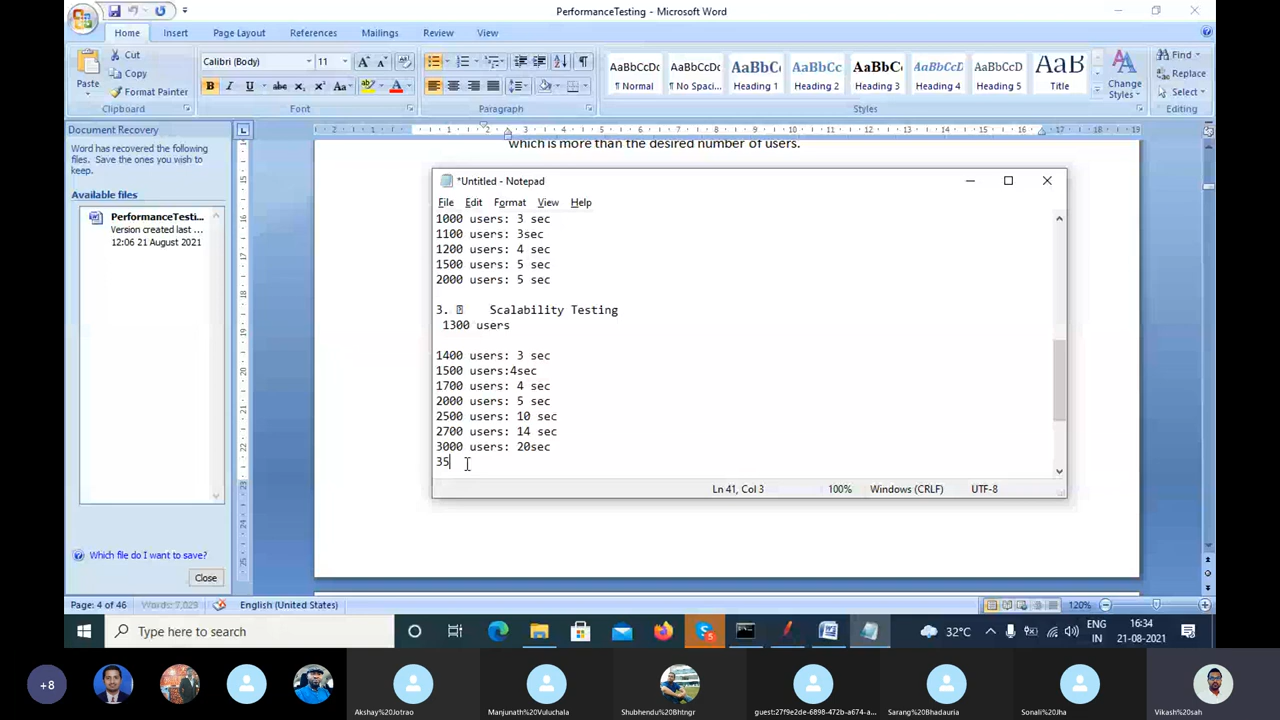 PerformanceTesting - Microsoft Word
Home Insert Page Layout References Mailings Review View
Cut
Copy
Format Painter
Paste
Clipboard
Calibri (Body) 11
Font
Paragraph
AaBbCcDc ¶ Normal
AaBbCcDc ¶ No Spaci...
AaBbC Heading 1
AaBbCc Heading 2
AaBbCc Heading 3
AaBbCcD Heading 4
AaBbCcD Heading 5
AaB Title
Change Styles
Styles
Find
Replace
Select
Editing
Document Recovery
Word has recovered the following
files. Save the ones you wish to
keep.
Available files
PerformanceTesti...
Version created last ...
12:06 21 August 2021
Which file do I want to save?
Close
which is more than the desired number of users.
*Untitled - Notepad
File Edit Format View Help
1000 users: 3 sec
1100 users: 3sec
1200 users: 4 sec
1500 users: 5 sec
2000 users: 5 sec
3. Scalability Testing
1300 users
1400 users: 3 sec
1500 users:4sec
1700 users: 4 sec
2000 users: 5 sec
2500 users: 10 sec
2700 users: 14 sec
3000 users: 20sec
35
Ln 41, Col 3 100% Windows (CRLF) UTF-8
Page: 4 of 46 Words: 7,029 English (United States) 120%
Type here to search
32°C
ENG
IN
16:34
21-08-2021
+8
Akshay%20Jotrao
Manjunath%20Vuluchala
Shubhendu%20Bhtngr
guest:27f9e2de-6898-472b-a674-a...
Sarang%20Bhadauria
Sonali%20Jha
Vikash%20sah